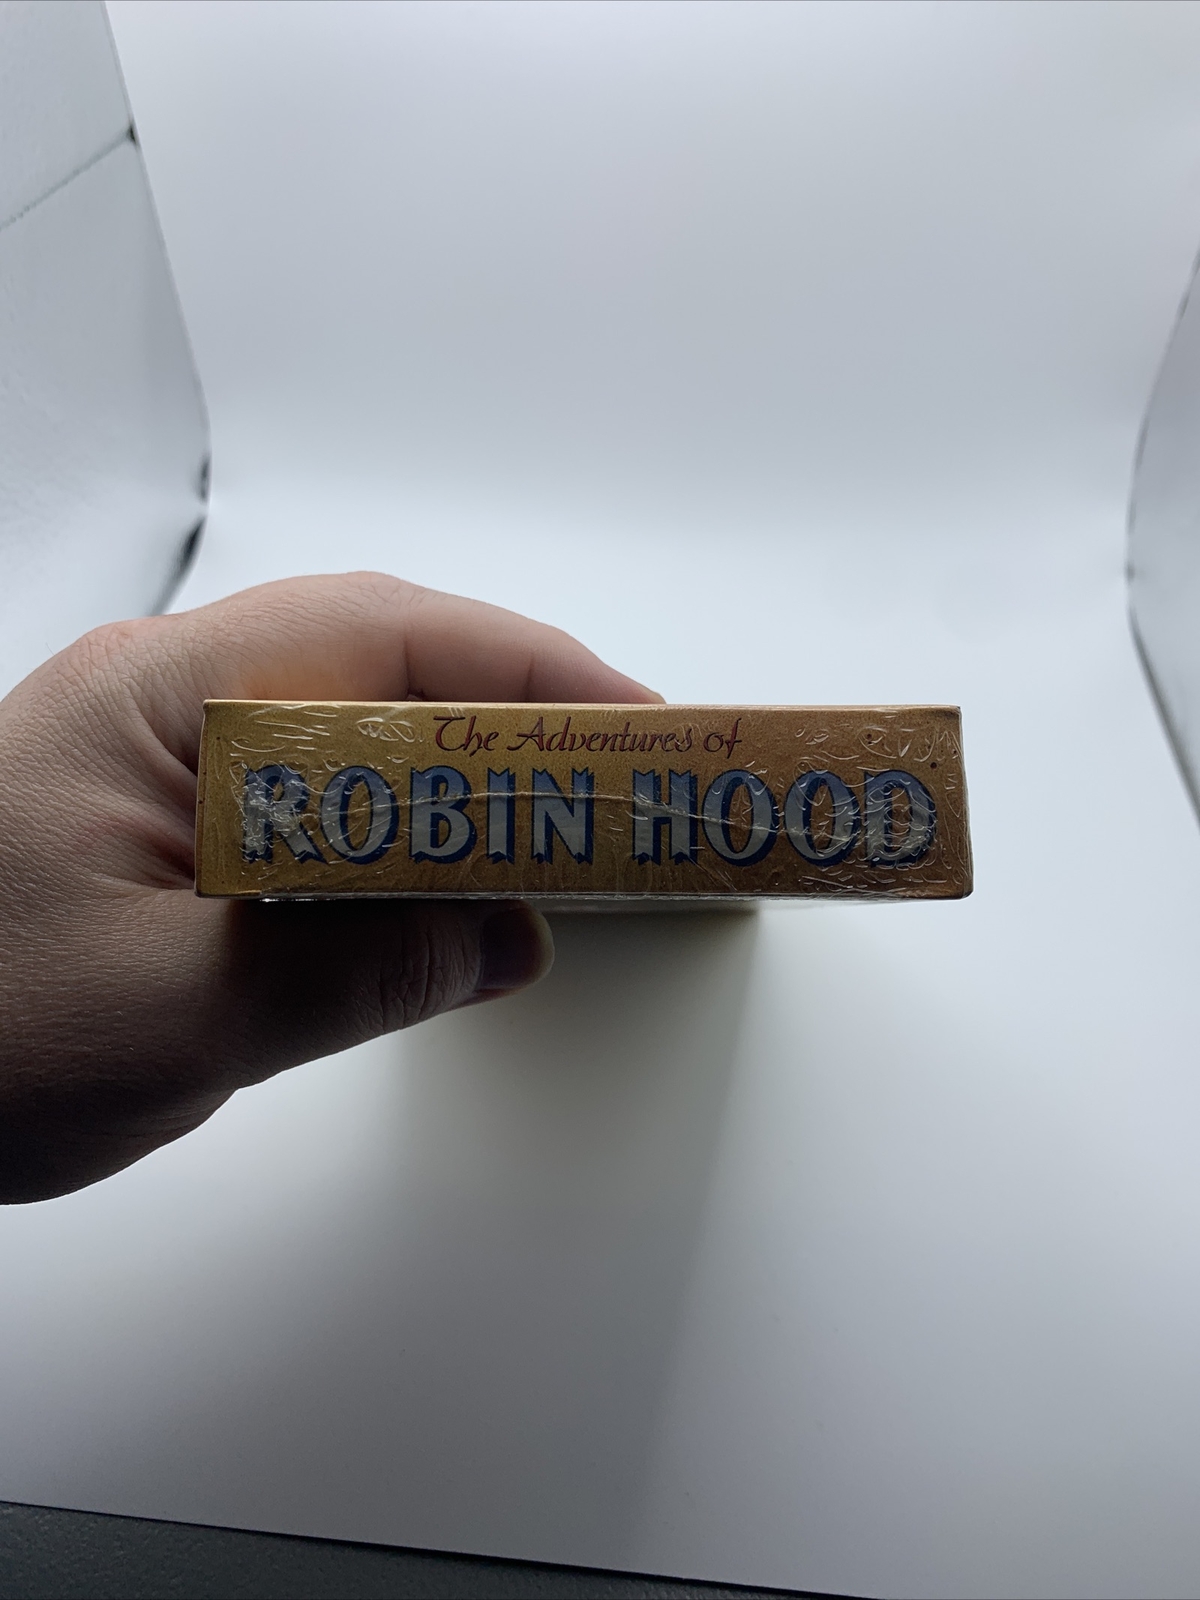 The Adventures of
ROBIN HOOD